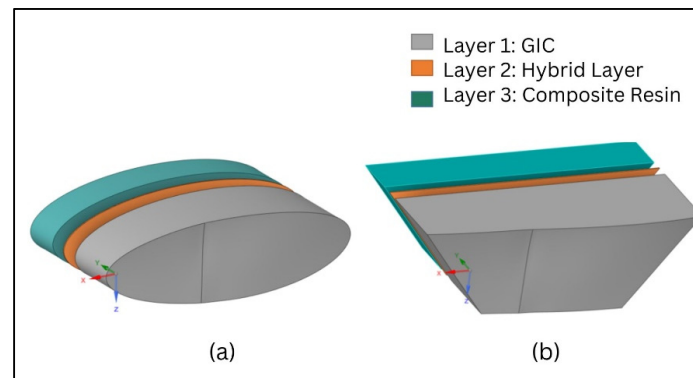 Layer 1: GIC
Layer 2: Hybrid Layer
Layer 3: Composite Resin
Y
X
Z
Y
X
Z
(a)
(b)